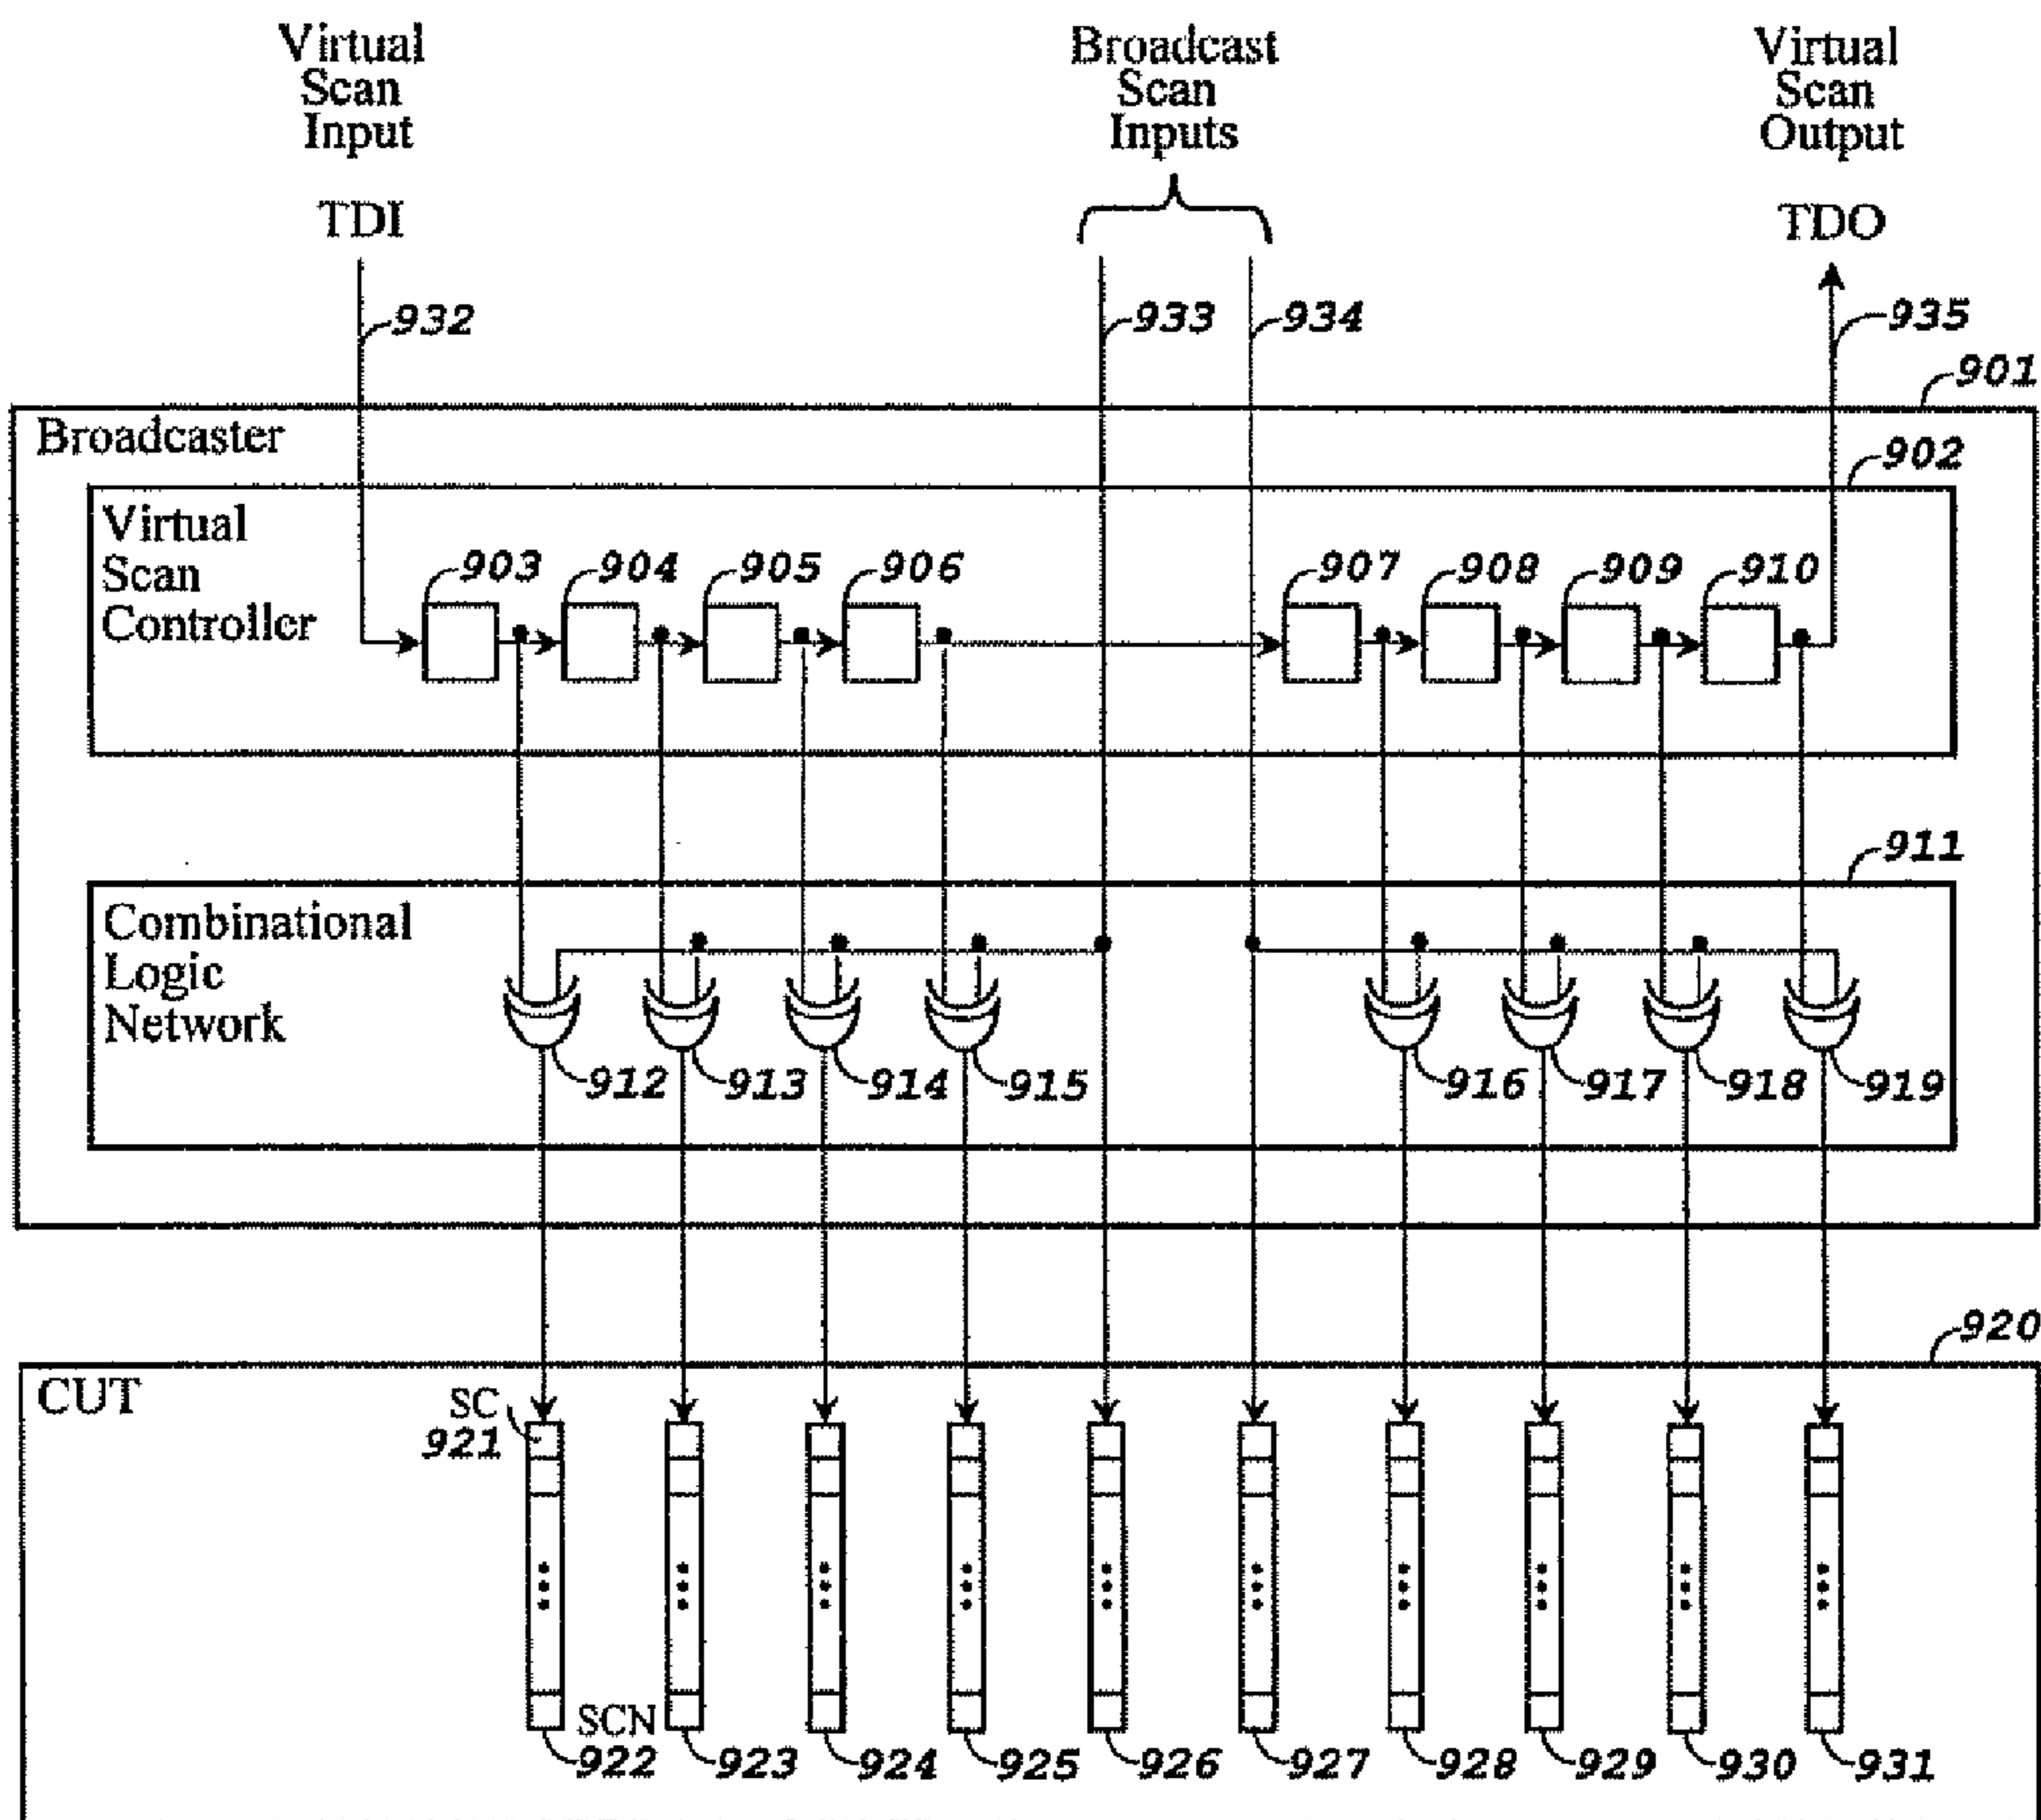 Virtual
Scan
Input
Broadcast
Scan
Inputs
Virtual
Scan
Output
TDI
TDO
932
933
934
935
901
Broadcaster
902
Virtual
Scan
Controller
903
904
905
906
907
908
909
910
911
Combinational
Logic
Network
912
913
914
915
916
917
918
919
920
CUT
SC
921
SCN
922
923
924
925
926
927
928
929
930
931